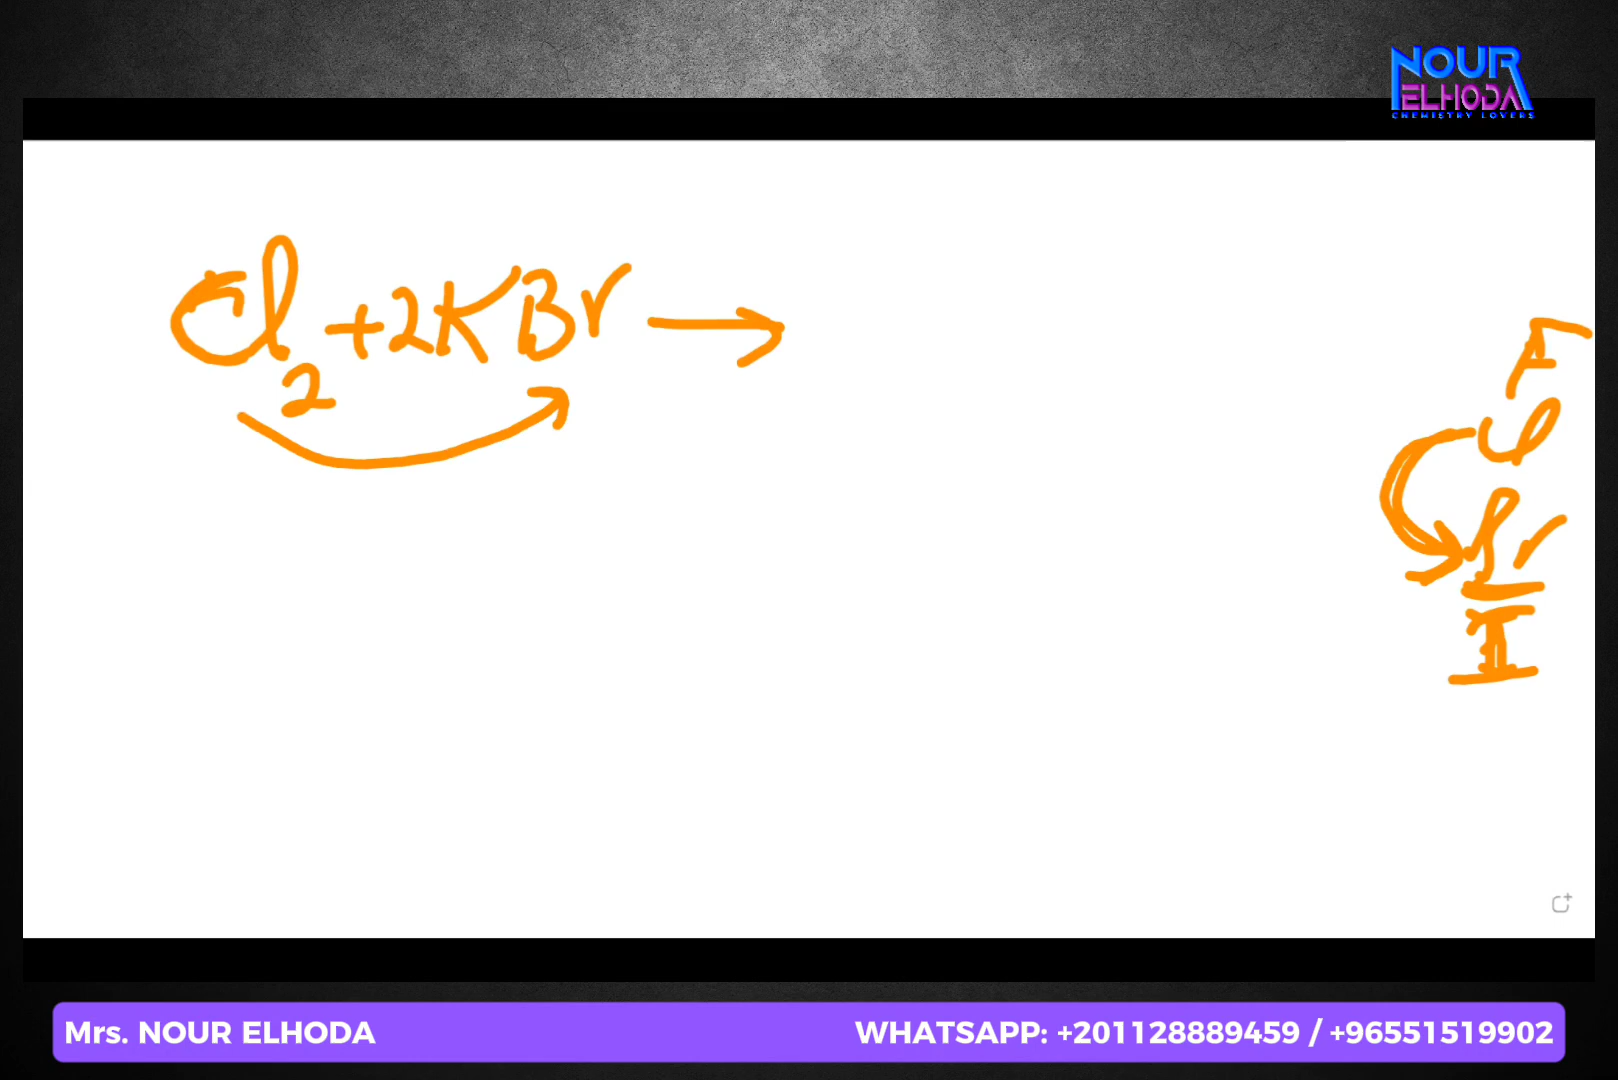 NOUR
ELHODA
CHEMISTRY LOVERS
Cl₂+2KBr→
F
Cl
Br
I
Mrs. NOUR ELHODA
WHATSAPP: +201128889459 / +96551519902